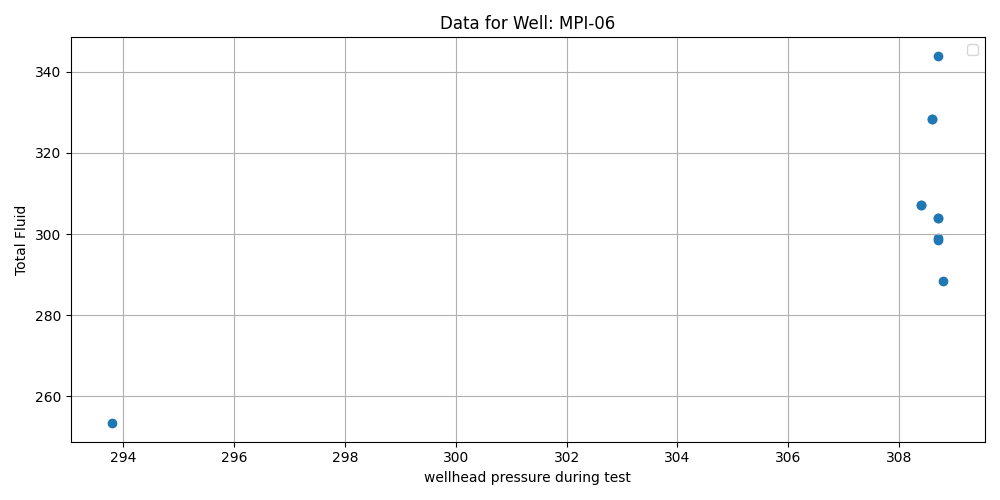 Data for Well: MPI-06
Total Fluid
340
320
300
280
260
294 296 298 300 302 304 306 308
wellhead pressure during test